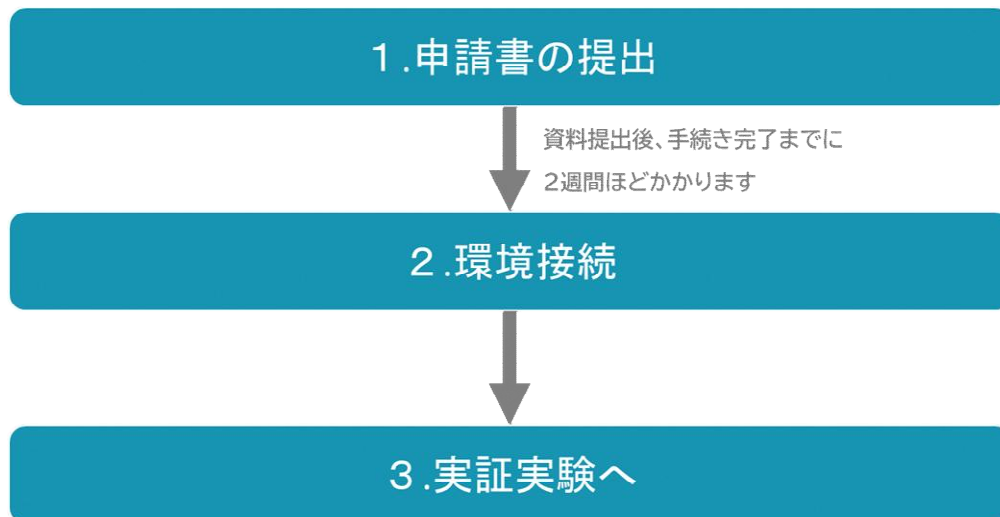 １.申請書の提出
資料提出後、手続き完了までに
２週間ほどかかります
２.環境接続
３.実証実験へ